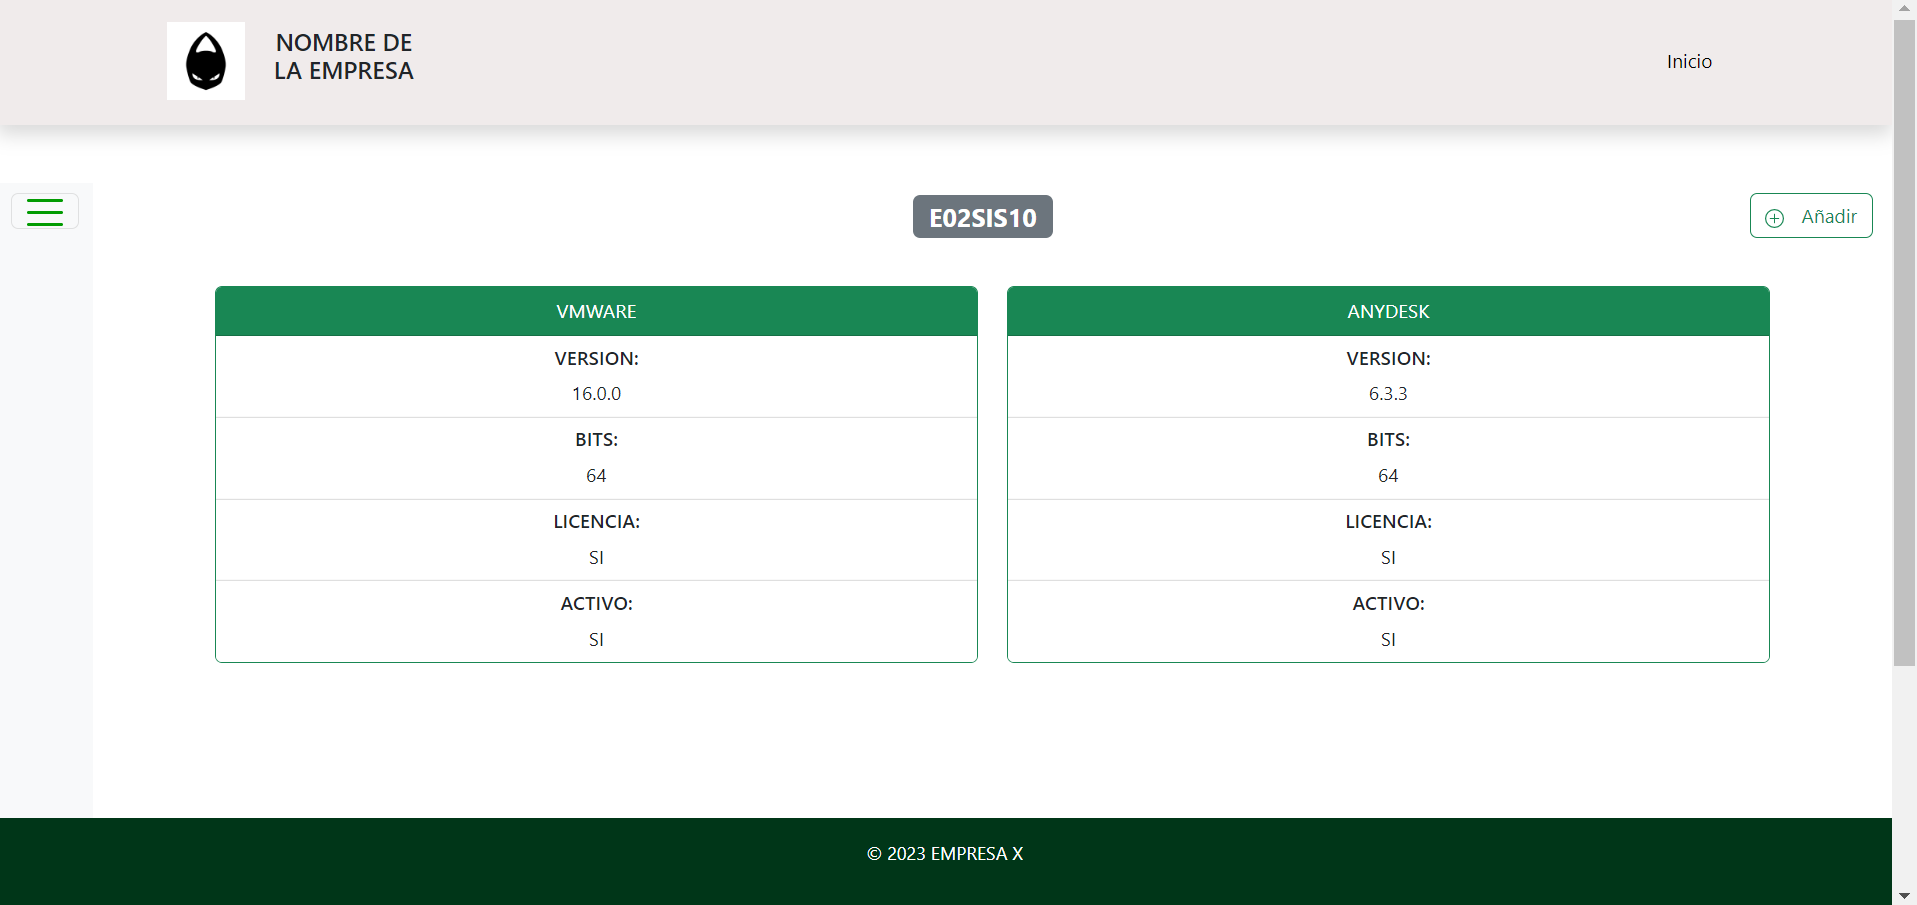 NOMBRE DE
LA EMPRESA
Inicio
E02SIS10
Añadir
VMWARE
VERSION:
16.0.0
BITS:
64
LICENCIA:
SI
ACTIVO:
SI
ANYDESK
VERSION:
6.3.3
BITS:
64
LICENCIA:
SI
ACTIVO:
SI
© 2023 EMPRESA X